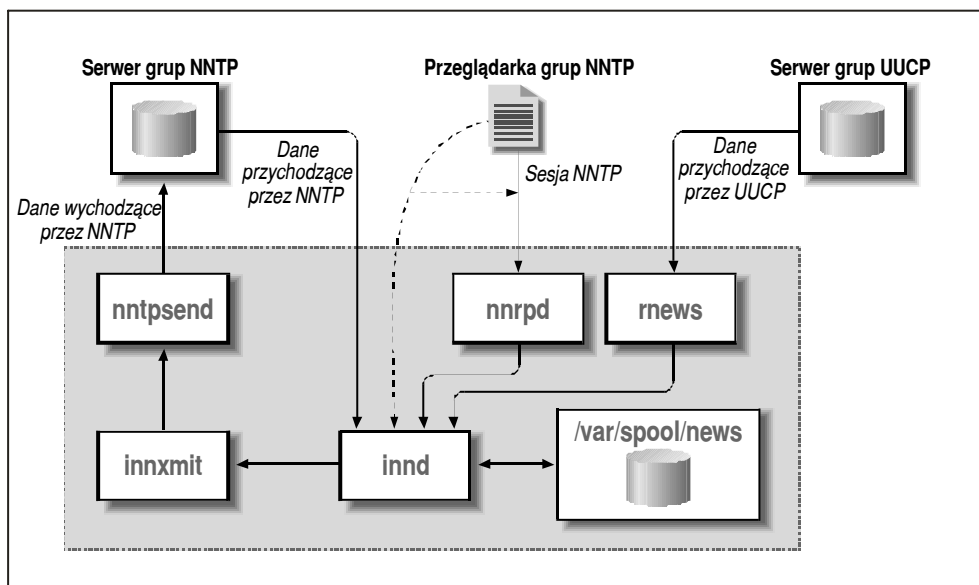 Serwer grup NNTP
Przeglądarka grup NNTP
Serwer grup UUCP
Dane
przychodzące
przez NNTP
Sesja NNTP
Dane
przychodzące
przez UUCP
Dane wychodzące
przez NNTP
nntpsend
nnrpd
rnews
innxmit
innd
/var/spool/news